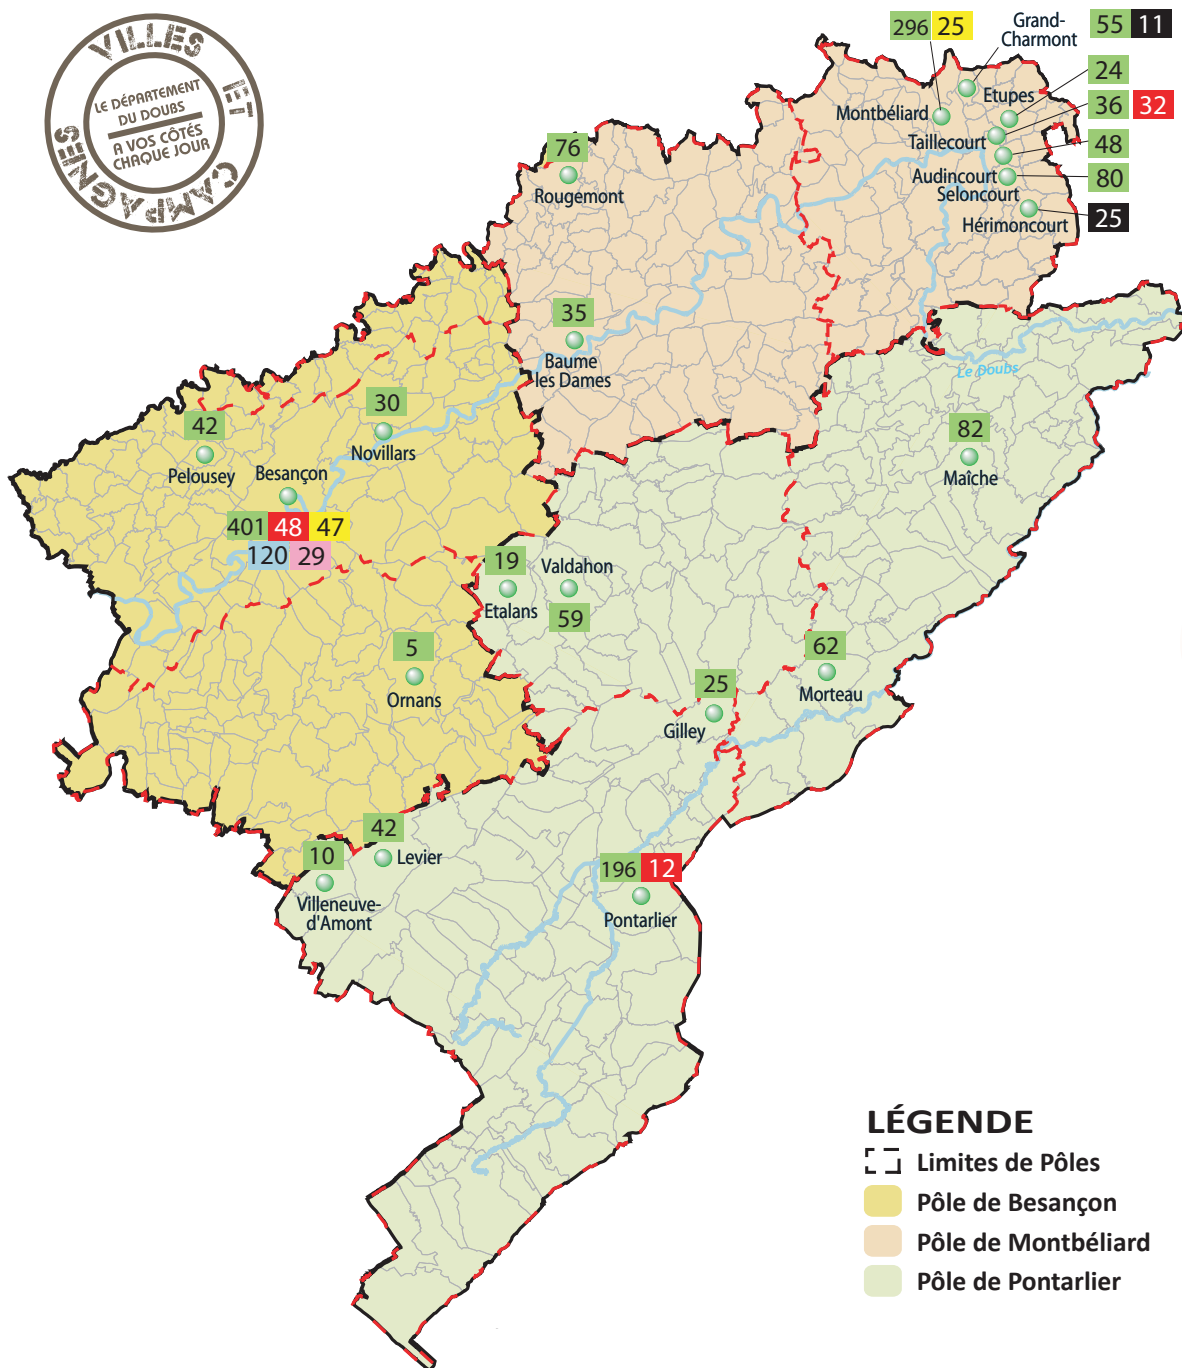 VILLES ET CAMPAGNES
LE DÉPARTEMENT
DU DOUBS
A VOS CÔTÉS
CHAQUE JOUR
296 25
Grand-
Charmont
55 11
24
Etupes
Montbéliard
36 32
Taillecourt
48
Audincourt
80
Seloncourt
Hérimoncourt
25
76
Rougemont
35
Baume
les Dames
Le Doubs
30
Novillars
42
Pelousey
Besançon
401 48 47
120 29
82
Maîche
19
Etalans
Valdahon
59
5
Ornans
62
Morteau
25
Gilley
42
Levier
10
Villeneuve-
d'Amont
196 12
Pontarlier
LÉGENDE
Limites de Pôles
Pôle de Besançon
Pôle de Montbéliard
Pôle de Pontarlier